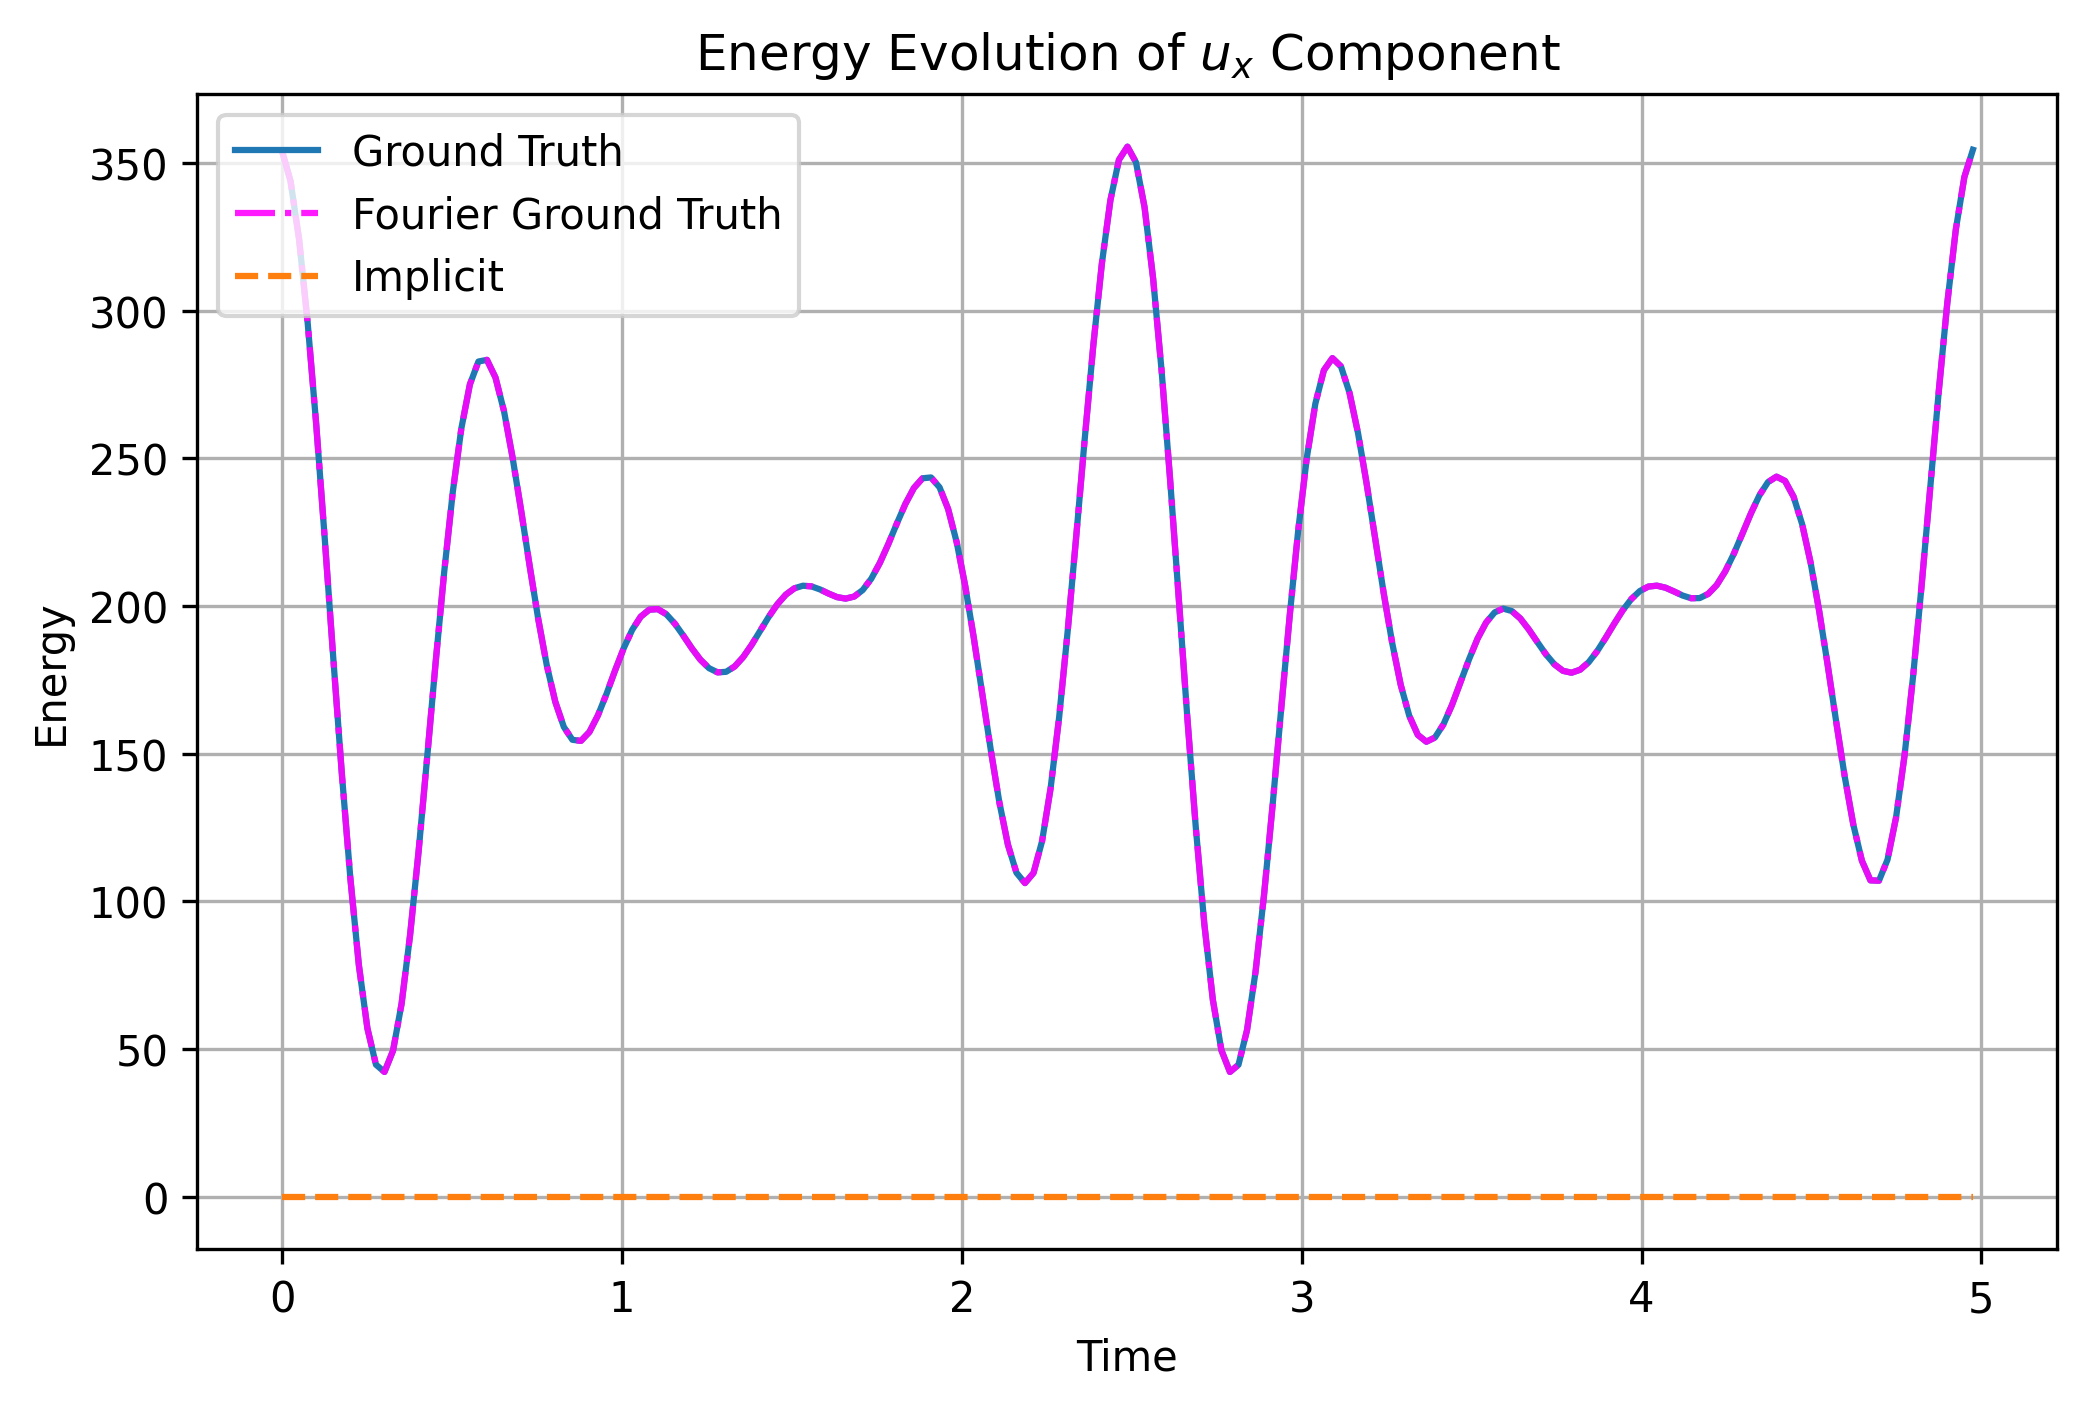 Energy Evolution of u_x Component
Ground Truth
Fourier Ground Truth
Implicit
350
300
250
200
150
100
50
0
Energy
0 1 2 3 4 5
Time